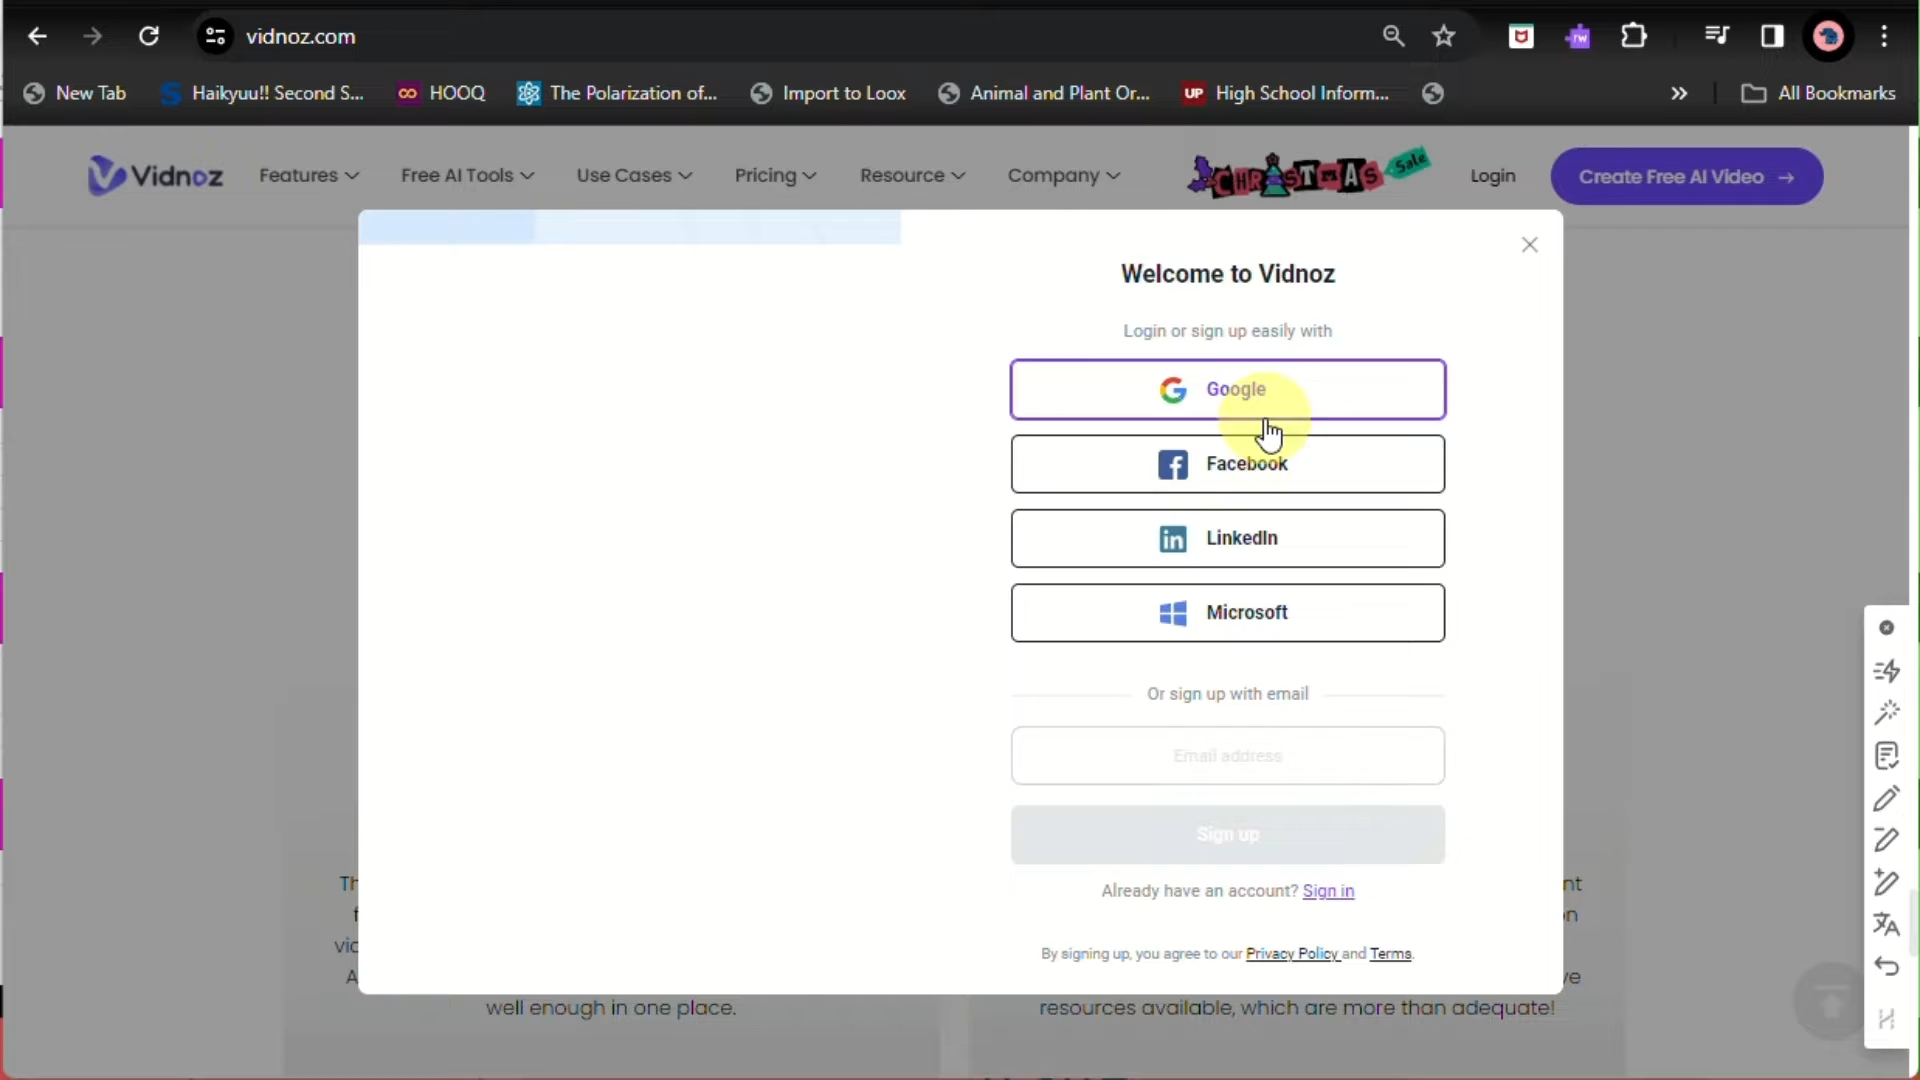 vidnoz.com
rw
New Tab
Haikyuu!! Second S...
HOOQ
The Polarization of...
Import to Loox
Animal and Plant Or...
UP
High School Inform...
»
All Bookmarks
Vidnoz
Features
Free AI Tools
Use Cases
Pricing
Resource
Company
CHRISTMAS Sale
Login
Create Free AI Video →
Welcome to Vidnoz
Login or sign up easily with
Google
Facebook
LinkedIn
Microsoft
Or sign up with email
Email address
Sign up
Already have an account? Sign in
By signing up, you agree to our Privacy Policy and Terms.
well enough in one place.
resources available, which are more than adequate!